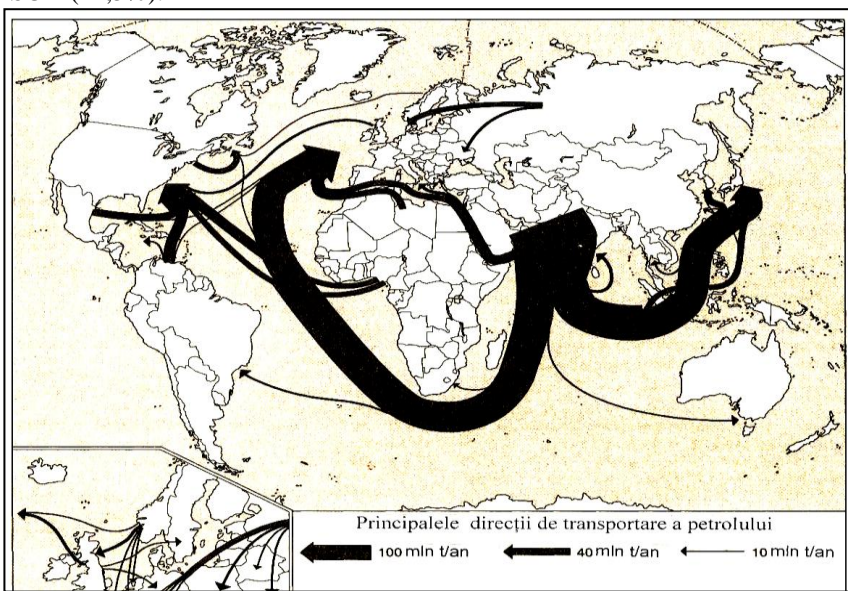 Principalele direcții de transportare a petrolului
100 mln t/an 40 mln t/an 10 mln t/an